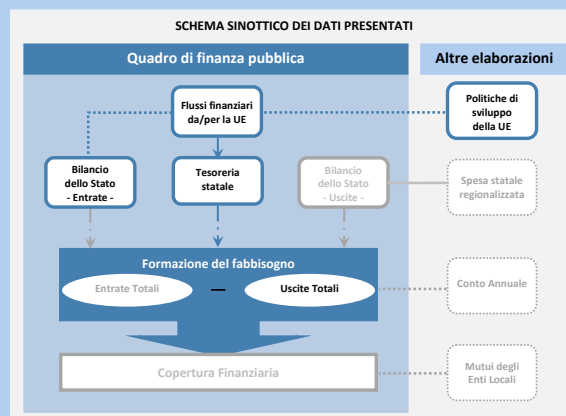 SCHEMA SINOTTICO DEI DATI PRESENTATI
Quadro di finanza pubblica
Altre elaborazioni
Flussi finanziari
da/per la UE
Politiche di
sviluppo
della UE
Bilancio
dello Stato
- Entrate -
Tesoreria
statale
Bilancio
dello Stato
- Uscite -
Spesa statale
regionalizzata
Formazione del fabbisogno
Entrate Totali
—
Uscite Totali
Conto Annuale
Copertura Finanziaria
Mutui degli
Enti Locali